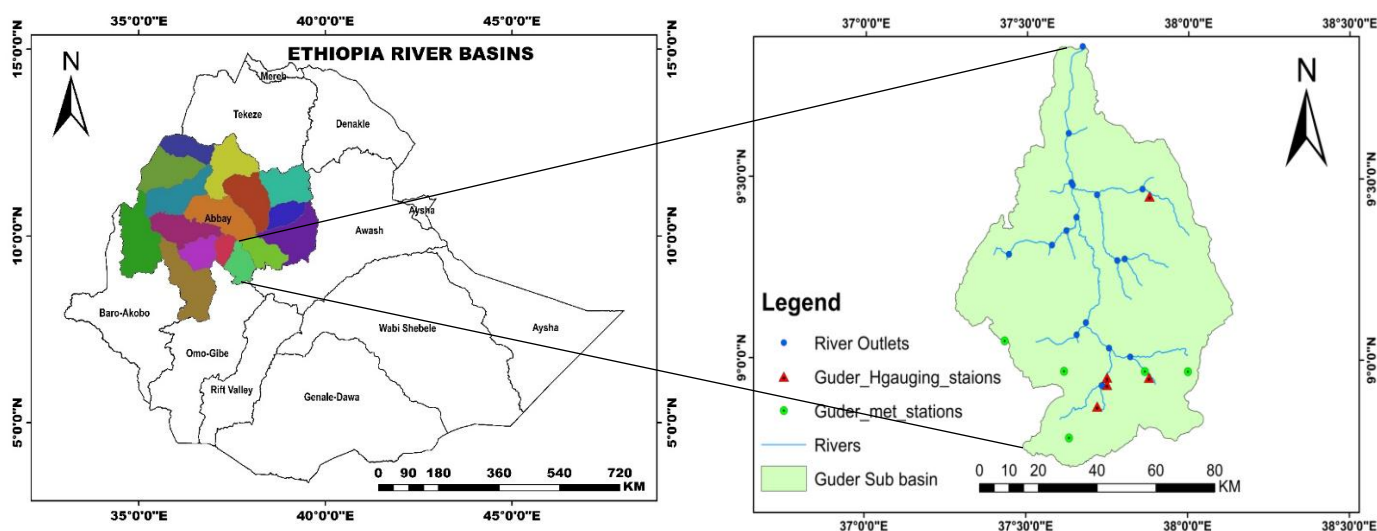 35°0'0"E 40°0'0"E 45°0'0"E
ETHIOPIA RIVER BASINS
15°0'0"N
15°0'0"N
N
Mereb
Tekeze
Denakle
Abbay
Aysha
Awash
10°0'0"N
10°0'0"N
Baro-Akobo
Wabi Shebele
Aysha
Omo-Gibe
Rift Valley
Genale-Dawa
5°0'0"N
5°0'0"N
0 90 180 360 540 720
KM
35°0'0"E 40°0'0"E 45°0'0"E
37°0'0"E 37°30'0"E 38°0'0"E 38°30'0"E
N
9°30'0"N
9°30'0"N
9°0'0"N
9°0'0"N
Legend
River Outlets
Guder_Hgauging_staions
Guder_met_stations
Rivers
Guder Sub basin
0 10 20 40 60 80
KM
37°0'0"E 37°30'0"E 38°0'0"E 38°30'0"E